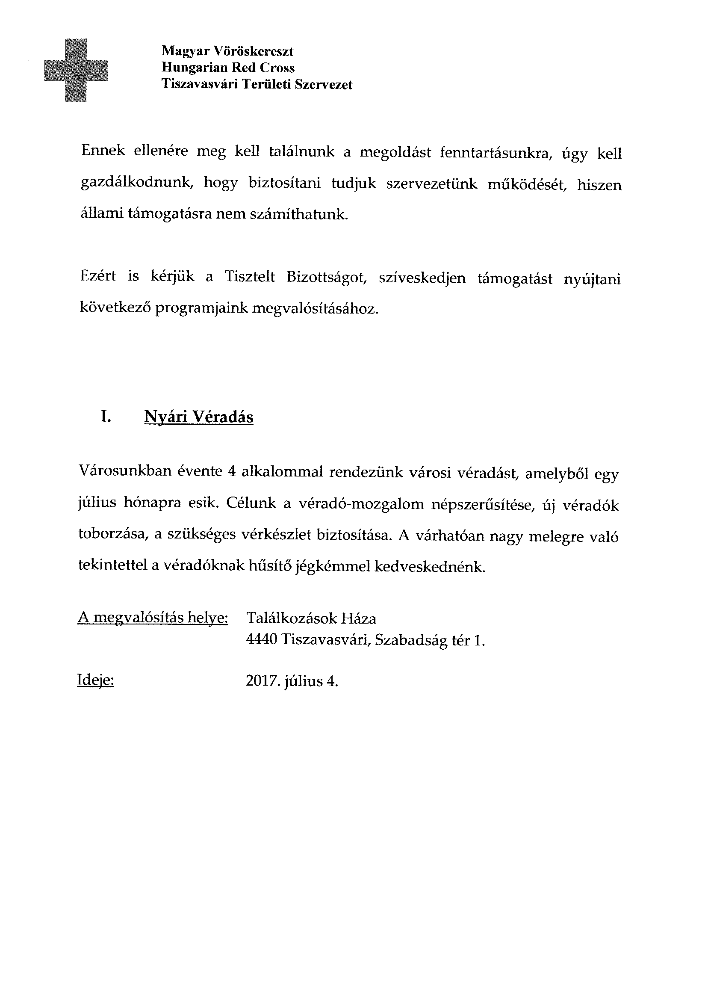 Magyar Vöröskereszt
Hungarian Red Cross
Tiszavasvári Területi Szervezet
Ennek ellenére meg kell találnunk a megoldást fenntartásunkra, úgy kell
gazdálkodnunk, hogy biztosítani tudjuk szervezetünk működését, hiszen
állami támogatásra nem számíthatunk.
Ezért is kérjük a Tisztelt Bizottságot, szíveskedjen támogatást nyújtani
következő programjaink megvalósításához.
I. Nyári Véradás
Városunkban évente 4 alkalommal rendezünk városi véradást, amelyből egy
július hónapra esik. Célunk a véradó-mozgalom népszerűsítése, új véradók
toborzása, a szükséges vérkészlet biztosítása. A várhatóan nagy melegre való
tekintettel a véradóknak hűsítő jégkémmel kedveskednénk.
A megvalósítás helye: Találkozások Háza
4440 Tiszavasvári, Szabadság tér 1.
Ideje: 2017. július 4.